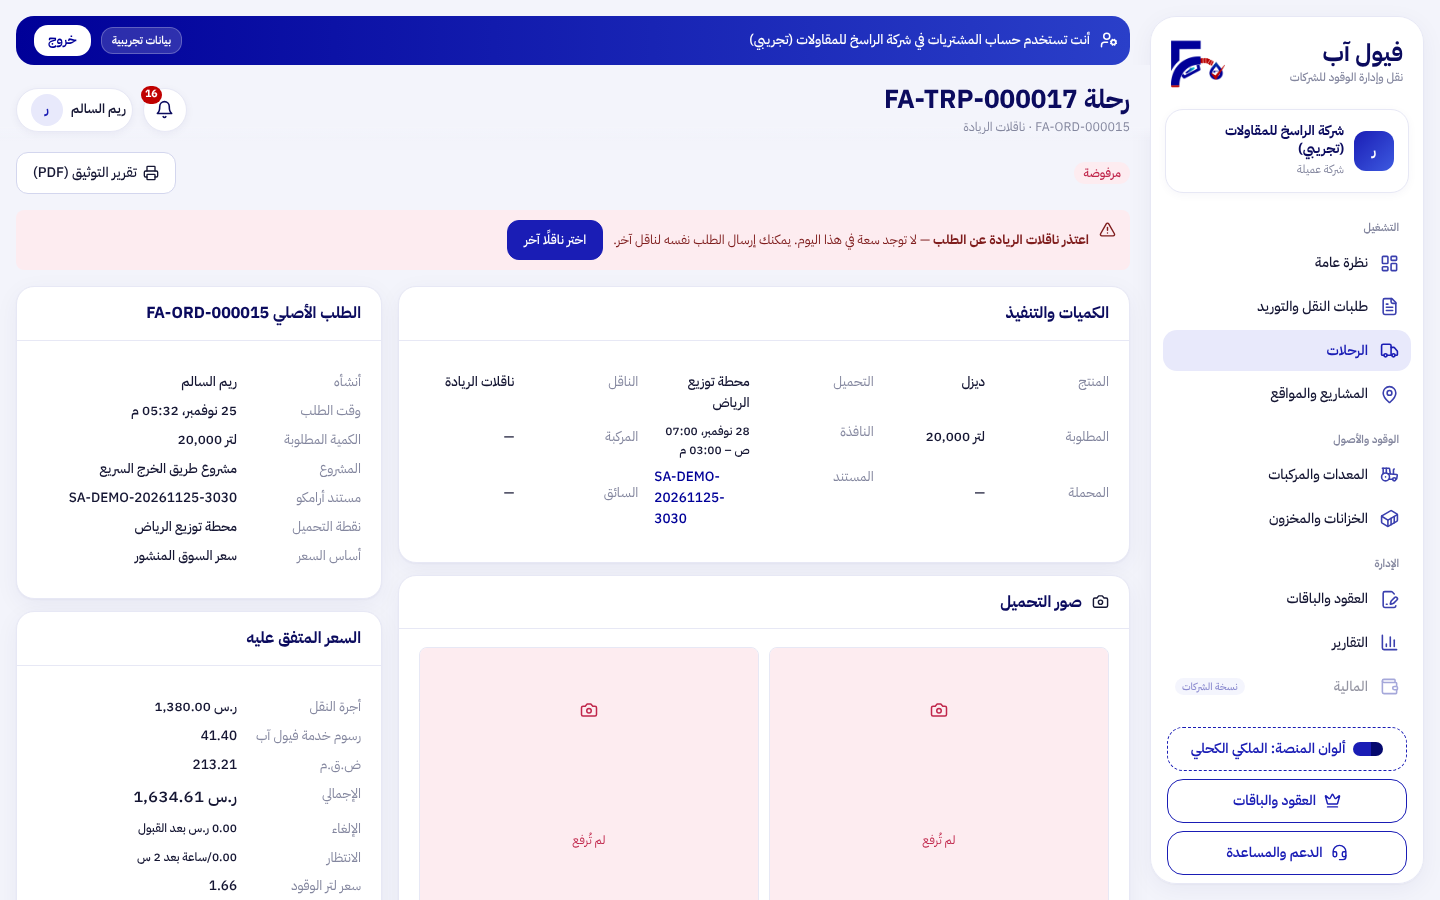 أنت تستخدم حساب المشتريات في شركة الراسخ للمقاولات (تجريبي)
بيانات تجريبية
خروج
فيول آب
نقل وإدارة الوقود للشركات
شركة الراسخ للمقاولات (تجريبي)
شركة عميلة
ر
التشغيل
نظرة عامة
طلبات النقل والتوريد
الرحلات
المشاريع والمواقع
الوقود والأصول
المعدات والمركبات
الخزانات والمخزون
الإدارة
العقود والباقات
التقارير
المالية
نسخة الشركات
ألوان المنصة: الملكي الكحلي
العقود والباقات
الدعم والمساعدة
رحلة FA-TRP-000017
FA-ORD-000015 · ناقلات الريادة
16
ريم السالم
ر
مرفوضة
تقرير التوثيق (PDF)
اعتذر ناقلات الريادة عن الطلب — لا توجد سعة في هذا اليوم. يمكنك إرسال الطلب نفسه لناقل آخر.
اختر ناقلًا آخر
الكميات والتنفيذ
المنتج ديزل
المطلوبة 20,000 لتر
المحملة —
التحميل محطة توزيع الرياض
النافذة 28 نوفمبر، 07:00 ص – 03:00 م
المستند SA-DEMO-20261125-3030
الناقل ناقلات الريادة
المركبة —
السائق —
صور التحميل
لم تُرفع
لم تُرفع
الطلب الأصلي FA-ORD-000015
أنشأه ريم السالم
وقت الطلب 25 نوفمبر، 05:32 م
الكمية المطلوبة 20,000 لتر
المشروع مشروع طريق الخرج السريع
مستند أرامكو SA-DEMO-20261125-3030
نقطة التحميل محطة توزيع الرياض
أساس السعر سعر السوق المنشور
السعر المتفق عليه
أجرة النقل 1,380.00 ر.س
رسوم خدمة فيول آب 41.40
ض.ق.م 213.21
الإجمالي 1,634.61 ر.س
الإلغاء 0.00 ر.س بعد القبول
الانتظار 0.00/ساعة بعد 2 س
سعر لتر الوقود 1.66